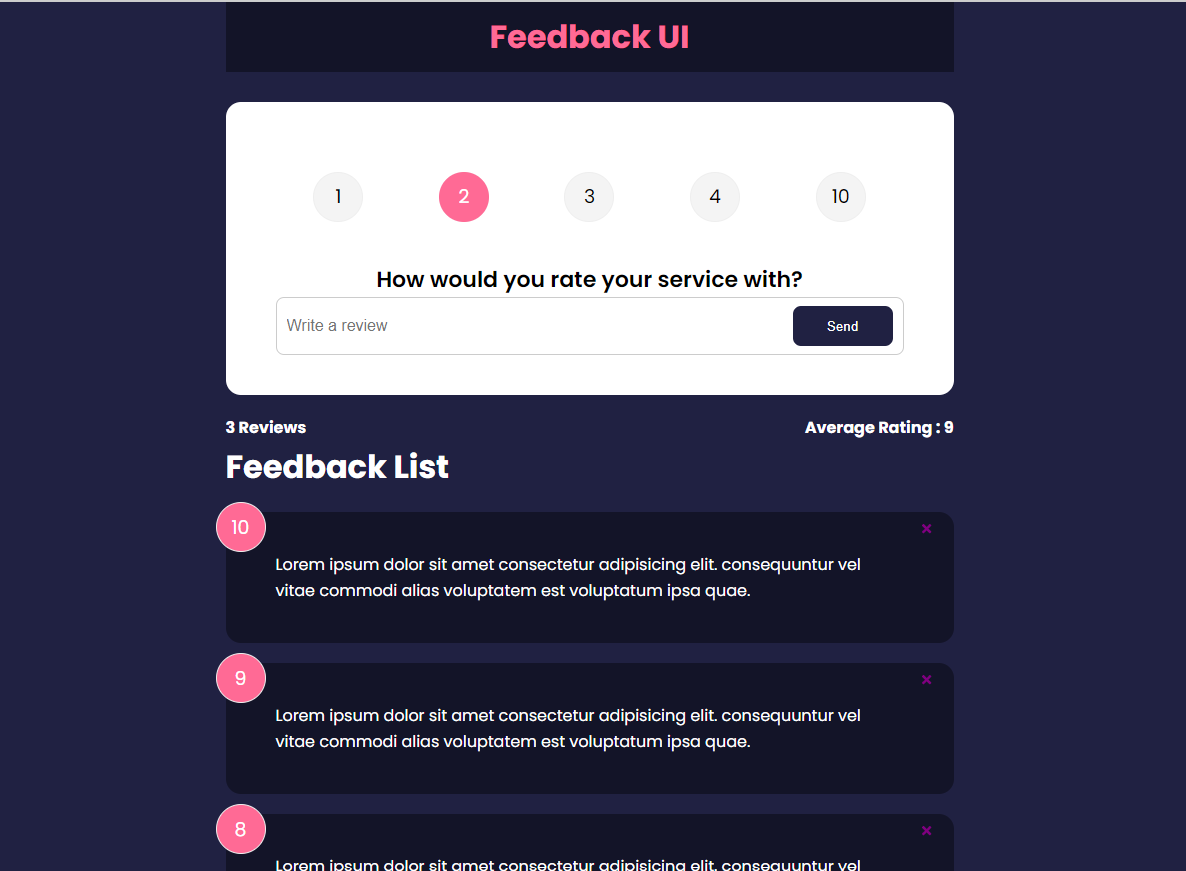 Feedback UI
1 2 3 4 10
How would you rate your service with?
Write a review Send
3 Reviews Average Rating : 9
Feedback List
10 ×
Lorem ipsum dolor sit amet consectetur adipisicing elit. consequuntur vel
vitae commodi alias voluptatem est voluptatum ipsa quae.
9 ×
Lorem ipsum dolor sit amet consectetur adipisicing elit. consequuntur vel
vitae commodi alias voluptatem est voluptatum ipsa quae.
8 ×
Lorem ipsum dolor sit amet consectetur adipisicing elit. consequuntur vel